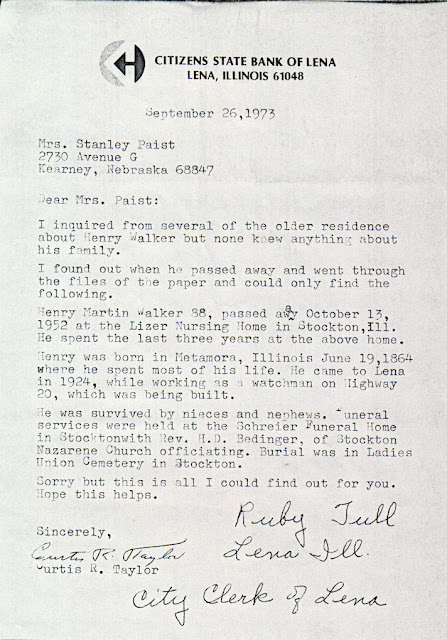 CITIZENS STATE BANK OF LENA
LENA, ILLINOIS 61048
September 26,1973
Mrs. Stanley Paist
2730 Avenue G
Kearney, Nebraska 68847
Dear Mrs. Paist:
I inquired from several of the older residence
about Henry Walker but none knew anything about
his family.
I found out when he passed away and went through
the files of the paper and could only find the
following.
Henry Martin Walker 88, passed away October 13,
1952 at the Lizer Nursing Home in Stockton,Ill.
He spent the last three years at the above home.
Henry was born in Metamora, Illinois June 19,1864
where he spent most of his life. He came to Lena
in 1924, while working as a watchman on Highway
20, which was being built.
He was survived by nieces and nephews. Funeral
services were held at the Schreier Funeral Home
in Stocktonwith Rev. H.D. Bedinger, of Stockton
Nazarene Church officiating. Burial was in Ladies
Union Cemetery in Stockton.
Sorry but this is all I could find out for you.
Hope this helps.
Sincerely,
Curtis R. Taylor
Curtis R. Taylor
Ruby Tull
Lena Ill.
City Clerk of Lena